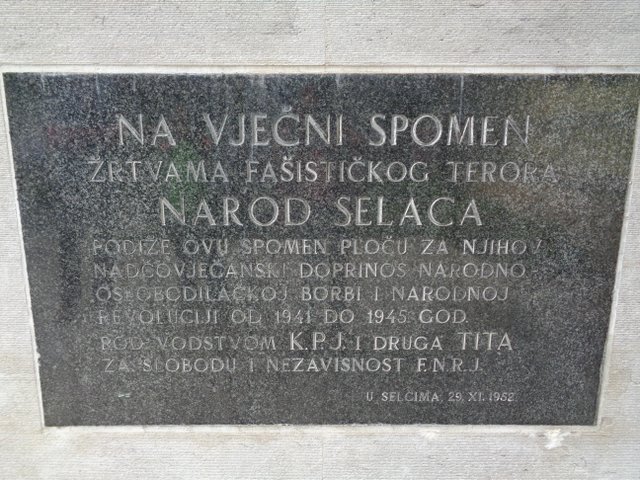 NA VJEČNI SPOMEN
ŽRTVAMA FAŠISTIČKOG TERORA
NAROD SELACA
PODIŽE OVU SPOMEN PLOČU ZA NJIHOV
NADČOVJEČANSKI DOPRINOS NARODNO-
OSLOBODILAČKOJ BORBI I NARODNOJ
REVOLUCIJI OD 1941 DO 1945. GOD.
POD VODSTVOM K.P.J. I DRUGA TITA
ZA SLOBODU I NEZAVISNOST F.N.R.J.
U SELCIMA 29. XI. 1952.